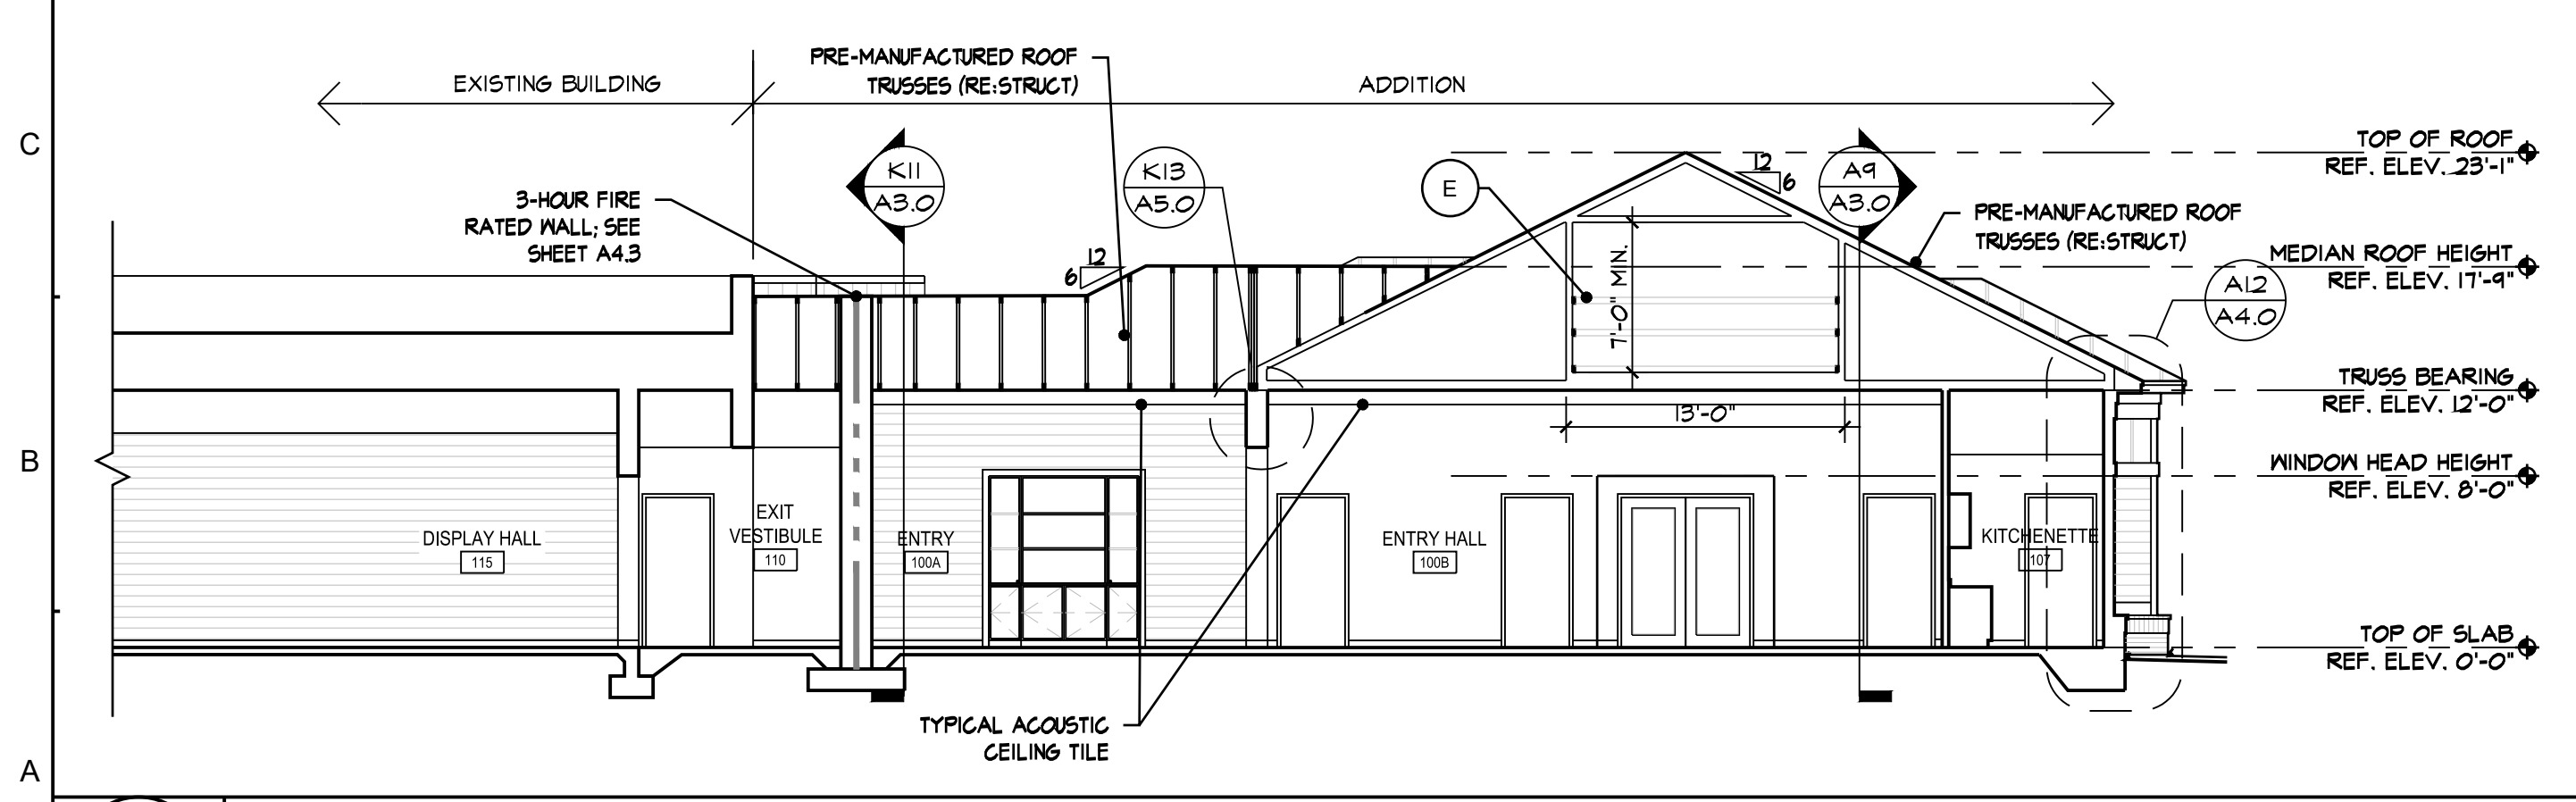 C
B
A
EXISTING BUILDING
ADDITION
PRE-MANUFACTURED ROOF
TRUSSES (RE:STRUCT)
3-HOUR FIRE
RATED WALL; SEE
SHEET A4.3
K11
A3.0
K13
A5.0
E
12
6
12
6
A9
A3.0
PRE-MANUFACTURED ROOF
TRUSSES (RE:STRUCT)
A12
A4.0
TOP OF ROOF
REF. ELEV. 23'-1"
MEDIAN ROOF HEIGHT
REF. ELEV. 17'-9"
TRUSS BEARING
REF. ELEV. 12'-0"
WINDOW HEAD HEIGHT
REF. ELEV. 8'-0"
TOP OF SLAB
REF. ELEV. 0'-0"
7'-0" MIN.
13'-0"
DISPLAY HALL
115
EXIT
VESTIBULE
110
ENTRY
100A
ENTRY HALL
100B
KITCHENETTE
107
TYPICAL ACOUSTIC
CEILING TILE